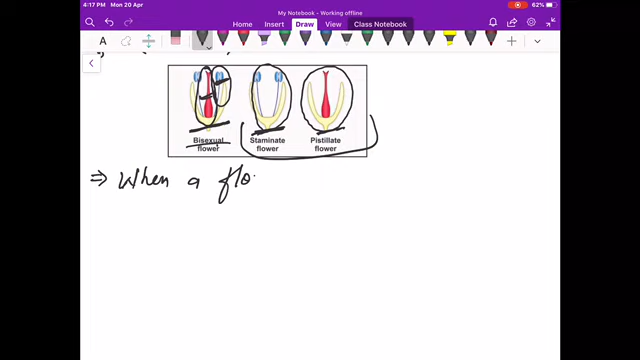 4:17 PM Mon 20 Apr
My Notebook - Working offline
62%
Home Insert Draw View Class Notebook
A
Bisexual flower
Staminate flower
Pistillate flower
⇒ When a flo